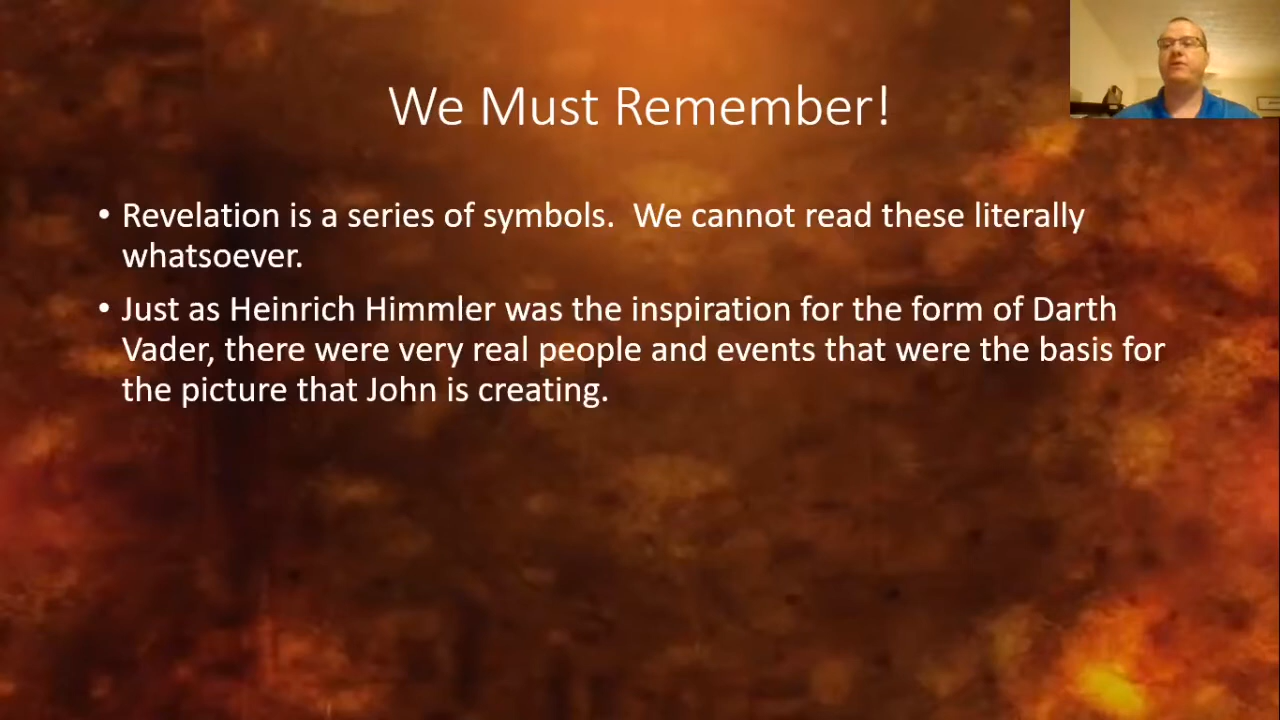 We Must Remember!
• Revelation is a series of symbols.  We cannot read these literally
whatsoever.
• Just as Heinrich Himmler was the inspiration for the form of Darth
Vader, there were very real people and events that were the basis for
the picture that John is creating.